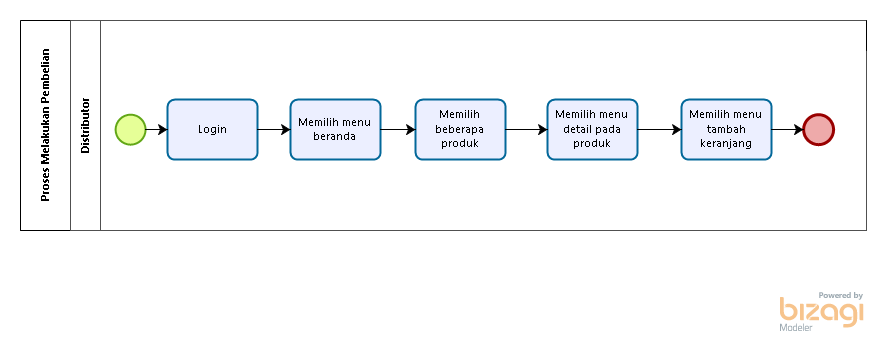 Proses Melakukan Pembelian
Distributor
Login
Memilih menu
beranda
Memilih
beberapa
produk
Memilih menu
detail pada
produk
Memilih menu
tambah
keranjang
Powered by
bizagi
Modeler